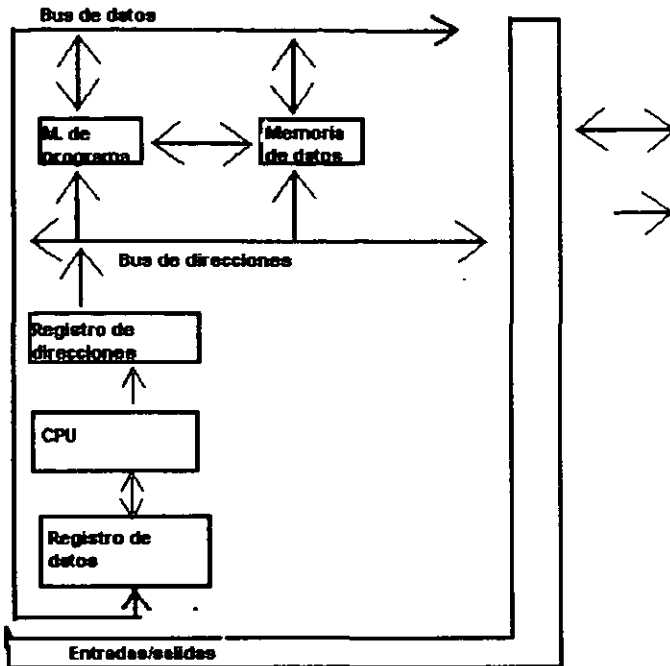 Bus de datos
M. de
programa
Memoria
de datos
Bus de direcciones
Registro de
direcciones
CPU
Registro de
datos
Entradas/salidas